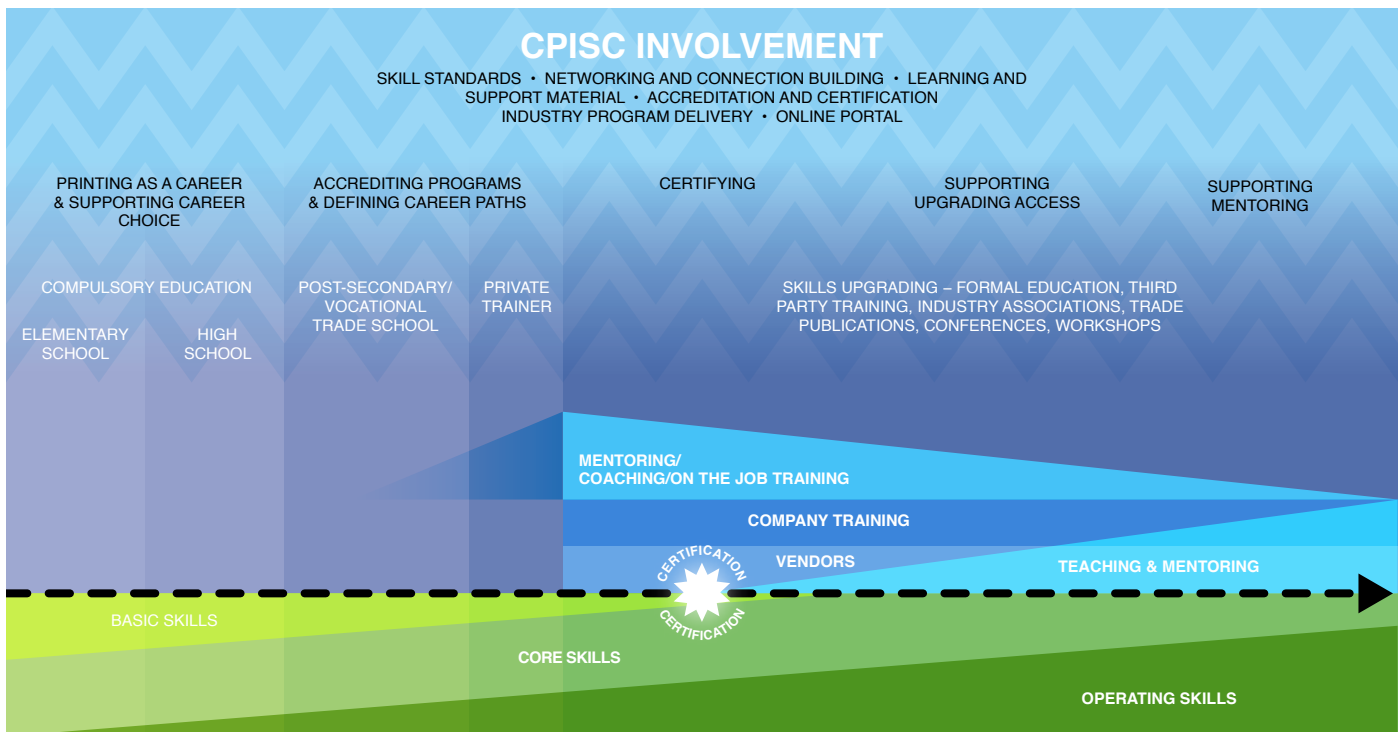 CPISC INVOLVEMENT
SKILL STANDARDS • NETWORKING AND CONNECTION BUILDING • LEARNING AND
SUPPORT MATERIAL • ACCREDITATION AND CERTIFICATION
INDUSTRY PROGRAM DELIVERY • ONLINE PORTAL
PRINTING AS A CAREER
& SUPPORTING CAREER
CHOICE
ACCREDITING PROGRAMS
& DEFINING CAREER PATHS
CERTIFYING
SUPPORTING
UPGRADING ACCESS
SUPPORTING
MENTORING
COMPULSORY EDUCATION
ELEMENTARY
SCHOOL
HIGH
SCHOOL
POST-SECONDARY/
VOCATIONAL
TRADE SCHOOL
PRIVATE
TRAINER
SKILLS UPGRADING – FORMAL EDUCATION, THIRD
PARTY TRAINING, INDUSTRY ASSOCIATIONS, TRADE
PUBLICATIONS, CONFERENCES, WORKSHOPS
MENTORING/
COACHING/ON THE JOB TRAINING
COMPANY TRAINING
VENDORS
TEACHING & MENTORING
CERTIFICATION
CERTIFICATION
BASIC SKILLS
CORE SKILLS
OPERATING SKILLS